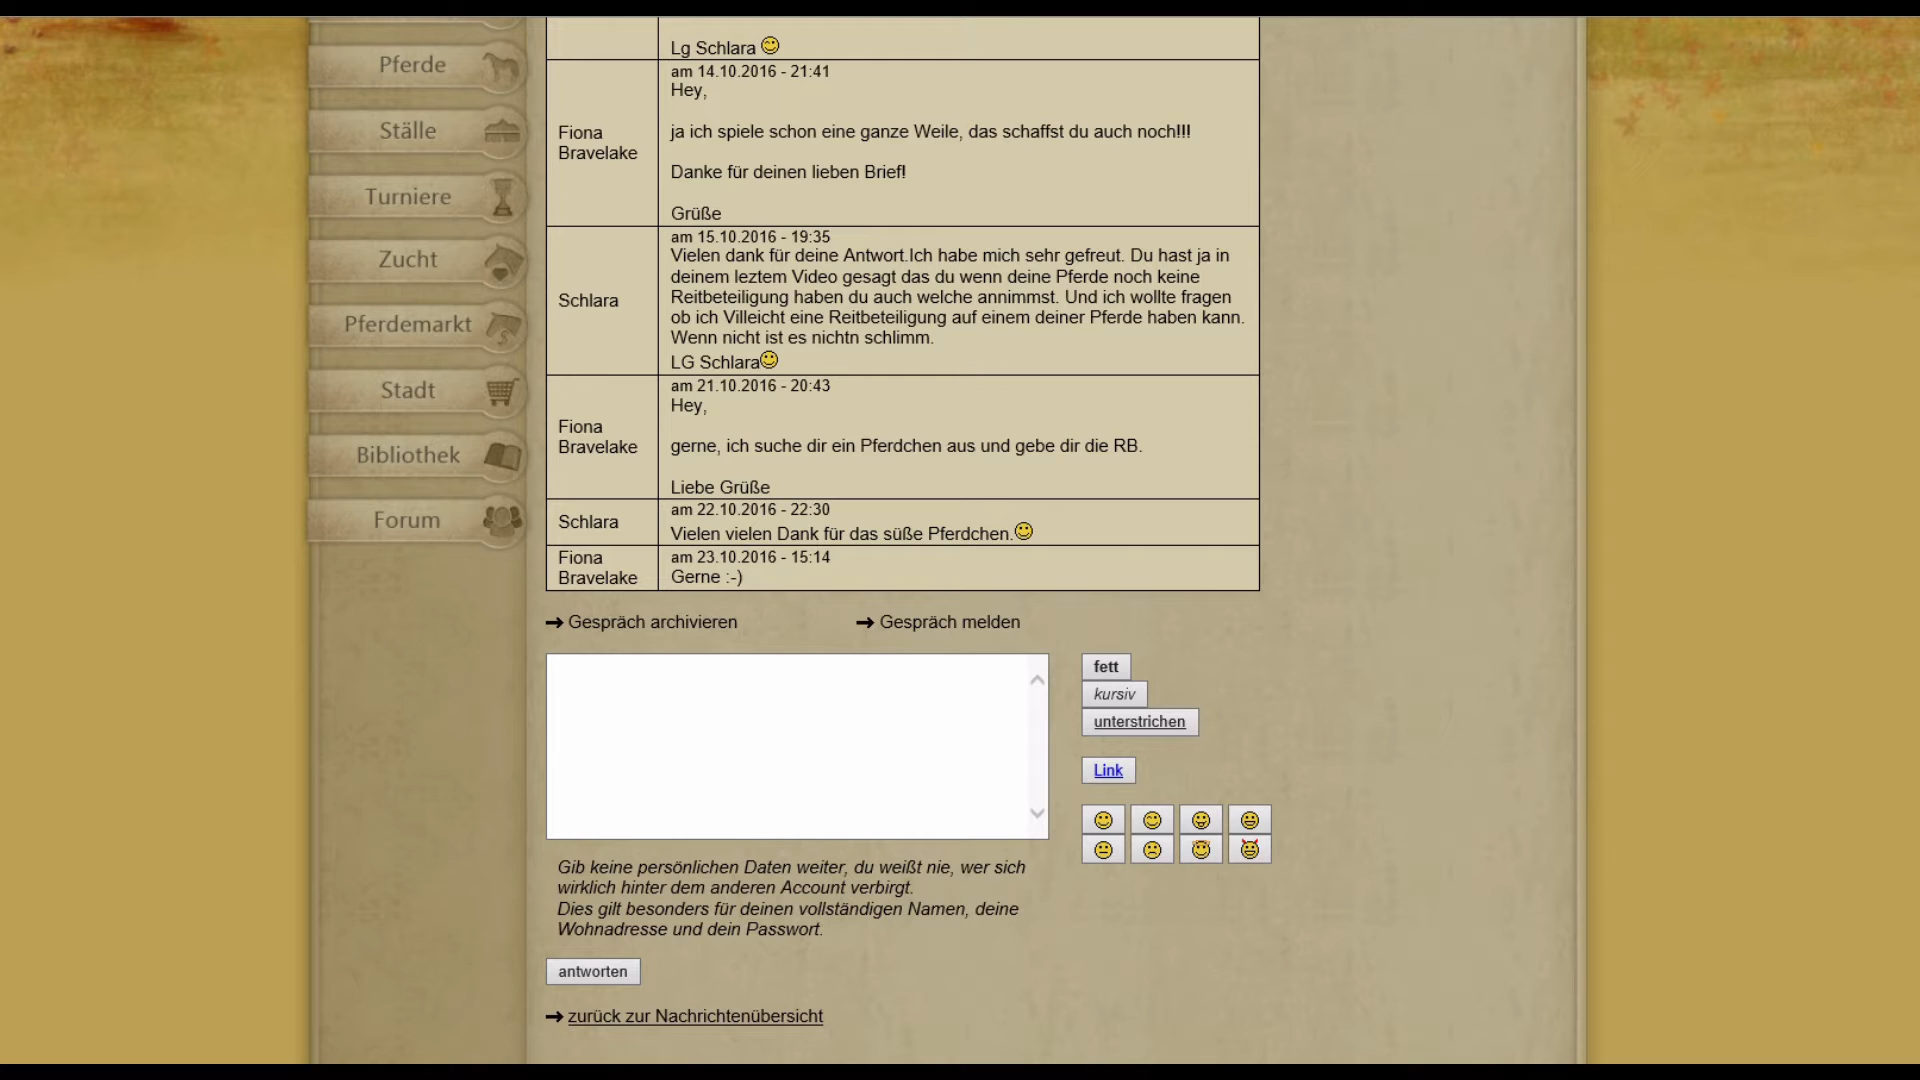 Pferde
Ställe
Turniere
Zucht
Pferdemarkt
Stadt
Bibliothek
Forum
Lg Schlara
Fiona
Bravelake
am 14.10.2016 - 21:41
Hey,
ja ich spiele schon eine ganze Weile, das schaffst du auch noch!!!
Danke für deinen lieben Brief!
Grüße
Schlara
am 15.10.2016 - 19:35
Vielen dank für deine Antwort.Ich habe mich sehr gefreut. Du hast ja in
deinem leztem Video gesagt das du wenn deine Pferde noch keine
Reitbeteiligung haben du auch welche annimmst. Und ich wollte fragen
ob ich Villeicht eine Reitbeteiligung auf einem deiner Pferde haben kann.
Wenn nicht ist es nichtn schlimm.
LG Schlara
Fiona
Bravelake
am 21.10.2016 - 20:43
Hey,
gerne, ich suche dir ein Pferdchen aus und gebe dir die RB.
Liebe Grüße
Schlara
am 22.10.2016 - 22:30
Vielen vielen Dank für das süße Pferdchen.
Fiona
Bravelake
am 23.10.2016 - 15:14
Gerne :-)
Gespräch archivieren
Gespräch melden
fett
kursiv
unterstrichen
Link
Gib keine persönlichen Daten weiter, du weißt nie, wer sich
wirklich hinter dem anderen Account verbirgt.
Dies gilt besonders für deinen vollständigen Namen, deine
Wohnadresse und dein Passwort.
antworten
zurück zur Nachrichtenübersicht